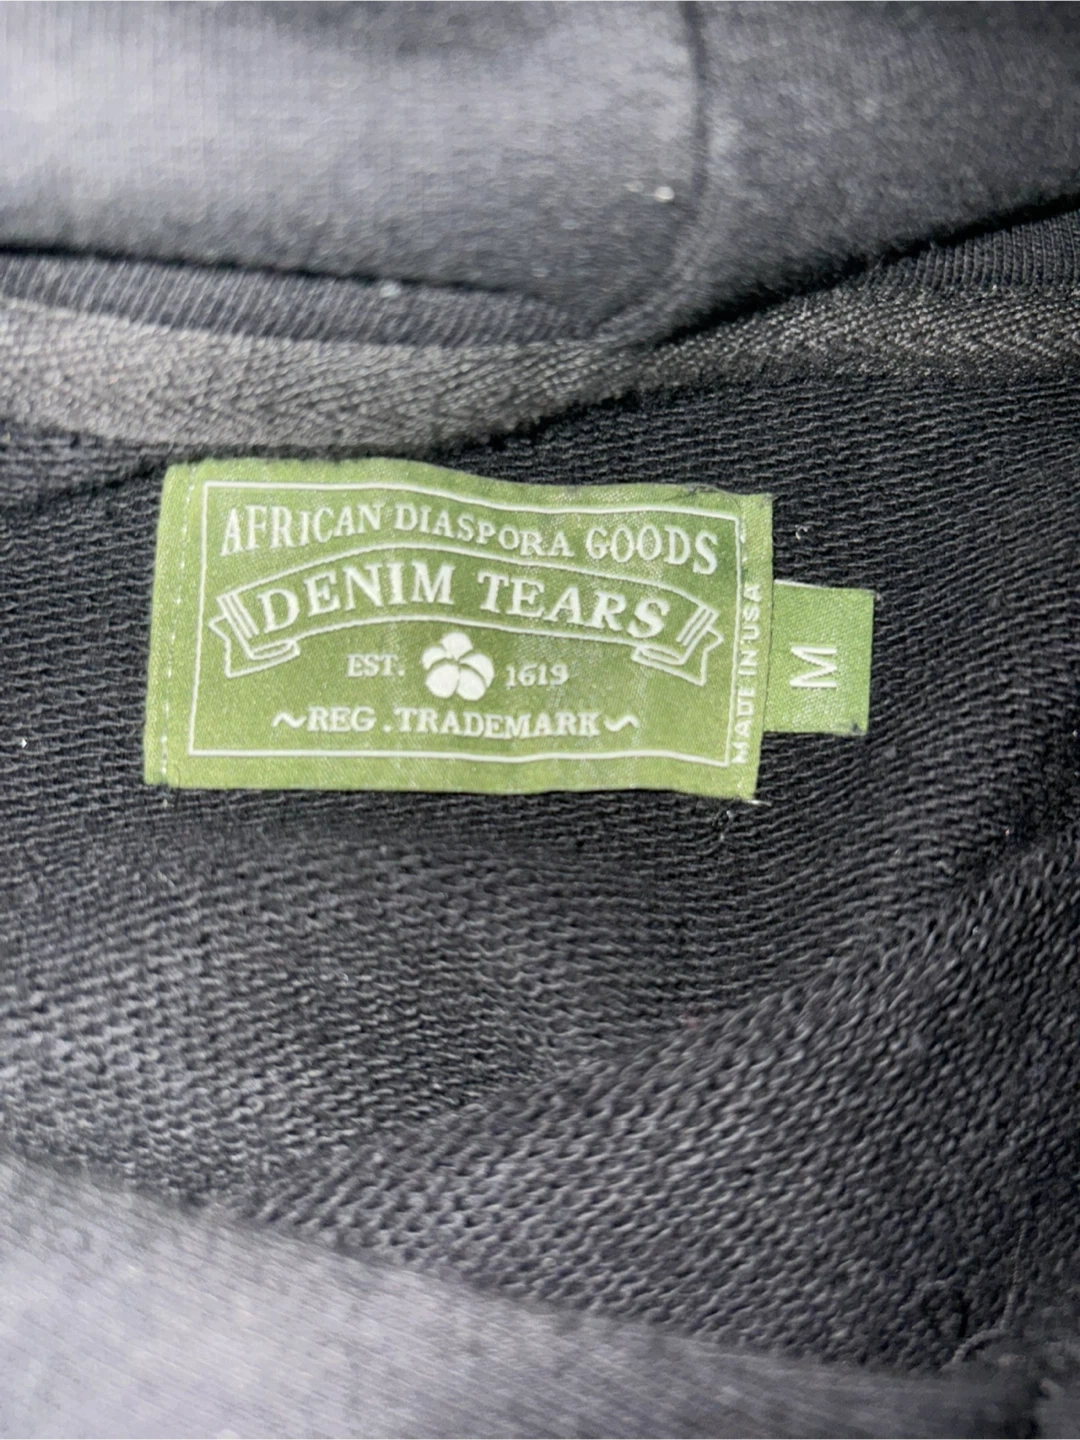 AFRICAN DIASPORA GOODS
DENIM TEARS
EST. 1619
~REG.TRADEMARK~
MADE IN USA
M